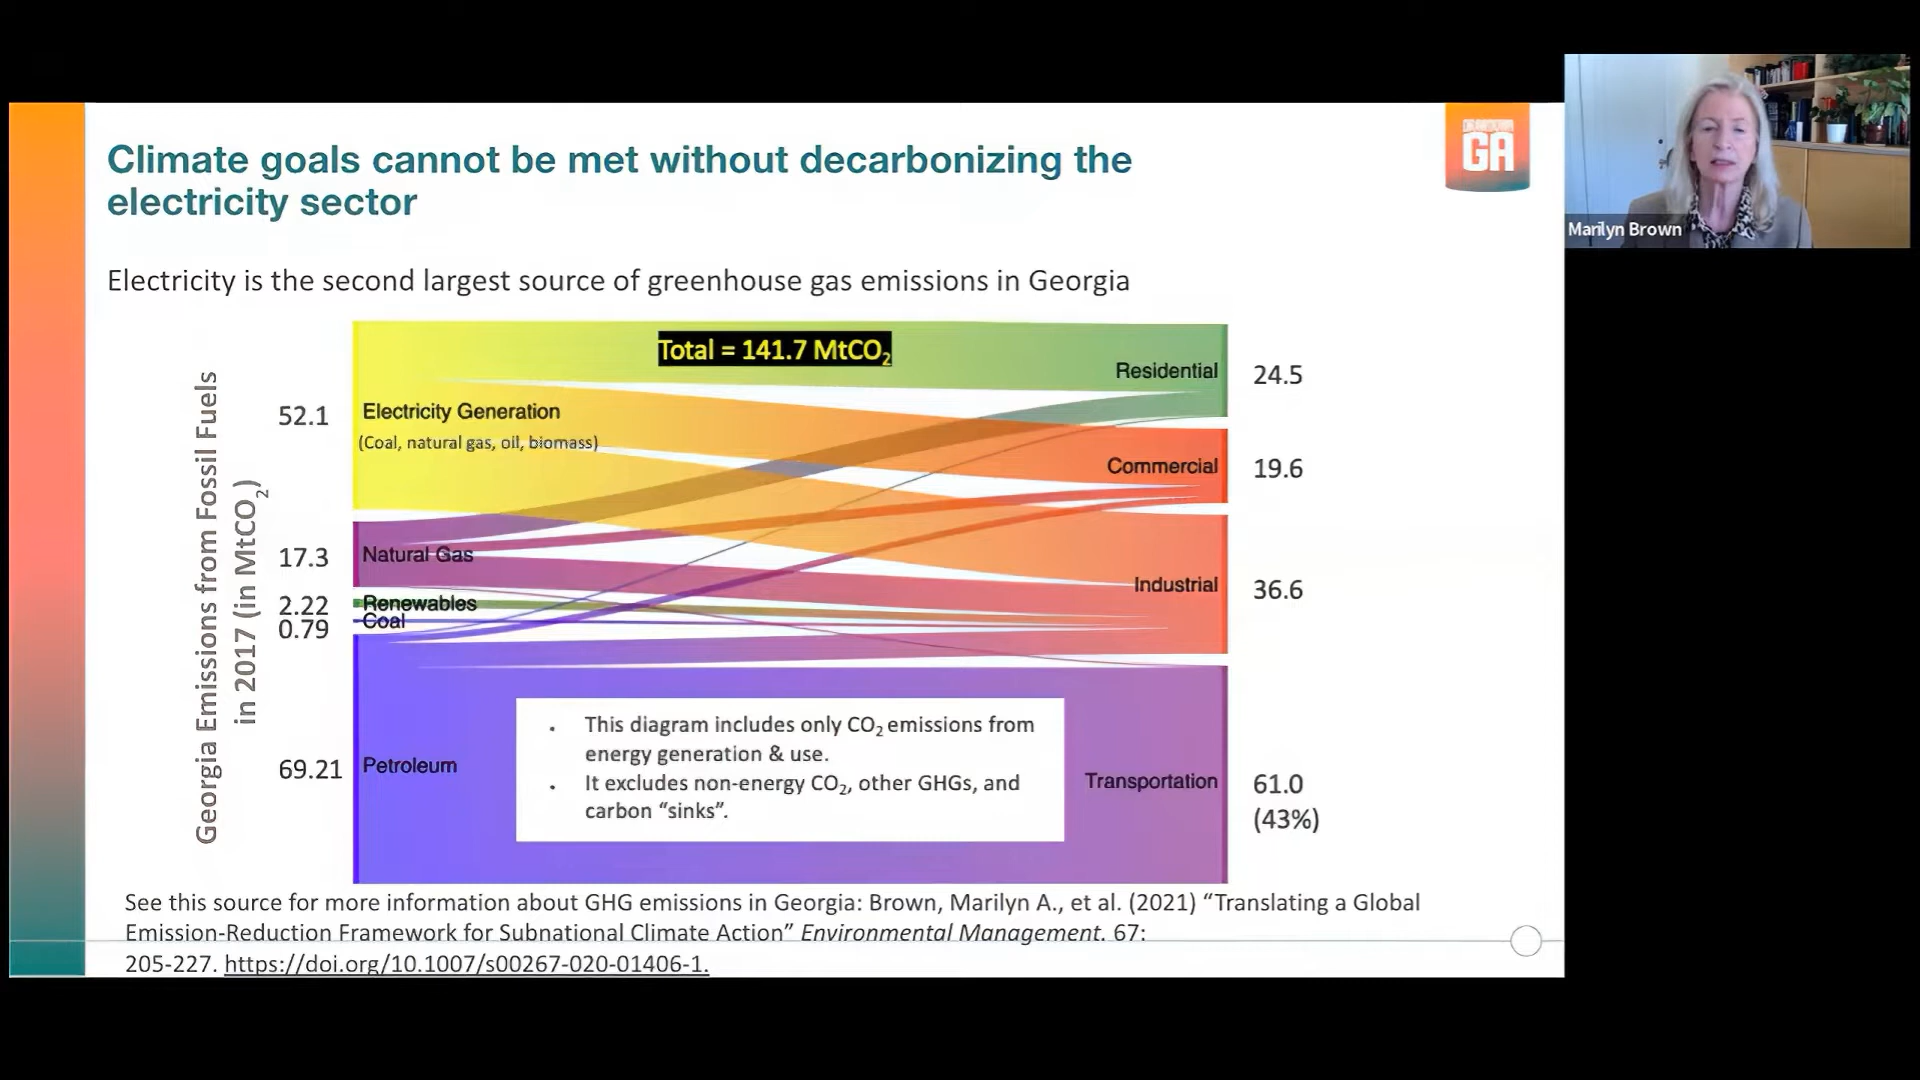 Climate goals cannot be met without decarbonizing the
electricity sector
GA
Marilyn Brown
Electricity is the second largest source of greenhouse gas emissions in Georgia
Georgia Emissions from Fossil Fuels
in 2017 (in MtCO2)
Total = 141.7 MtCO2
52.1
Electricity Generation
(Coal, natural gas, oil, biomass)
17.3
Natural Gas
2.22
Renewables
0.79
Coal
69.21
Petroleum
Residential
24.5
Commercial
19.6
Industrial
36.6
Transportation
61.0
(43%)
• This diagram includes only CO2 emissions from
energy generation & use.
• It excludes non-energy CO2, other GHGs, and
carbon “sinks”.
See this source for more information about GHG emissions in Georgia: Brown, Marilyn A., et al. (2021) “Translating a Global
Emission-Reduction Framework for Subnational Climate Action” Environmental Management. 67:
205-227. https://doi.org/10.1007/s00267-020-01406-1.